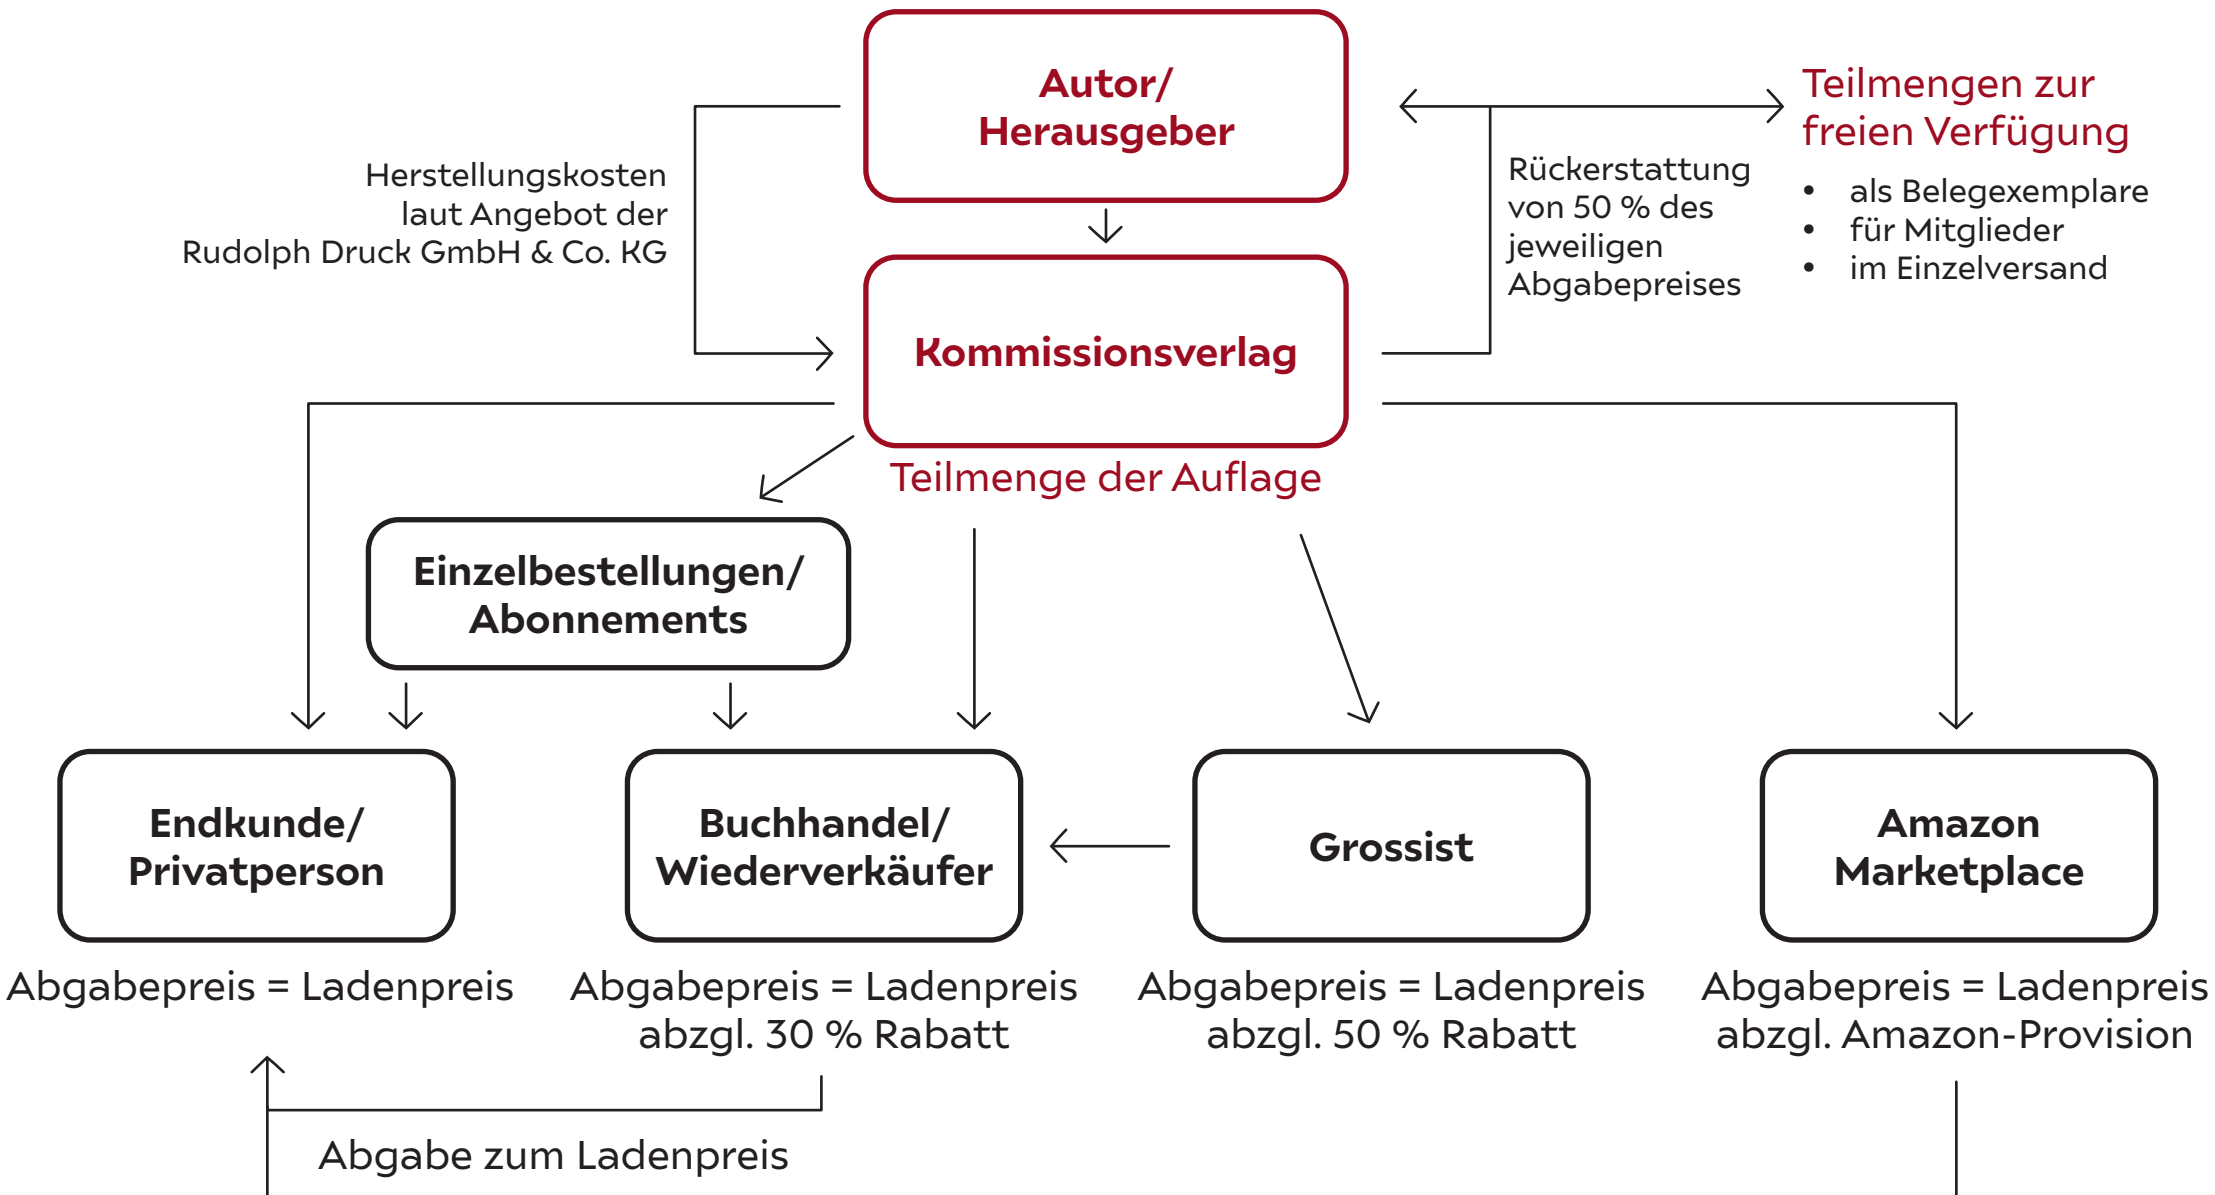 Autor/
Herausgeber
Teilmengen zur
freien Verfügung
• als Belegexemplare
• für Mitglieder
• im Einzelversand
Herstellungskosten
laut Angebot der
Rudolph Druck GmbH & Co. KG
Rückerstattung
von 50 % des
jeweiligen
Abgabepreises
Kommissionsverlag
Teilmenge der Auflage
Einzelbestellungen/
Abonnements
Endkunde/
Privatperson
Buchhandel/
Wiederverkäufer
Grossist
Amazon
Marketplace
Abgabepreis = Ladenpreis
Abgabepreis = Ladenpreis
abzgl. 30 % Rabatt
Abgabepreis = Ladenpreis
abzgl. 50 % Rabatt
Abgabepreis = Ladenpreis
abzgl. Amazon-Provision
Abgabe zum Ladenpreis